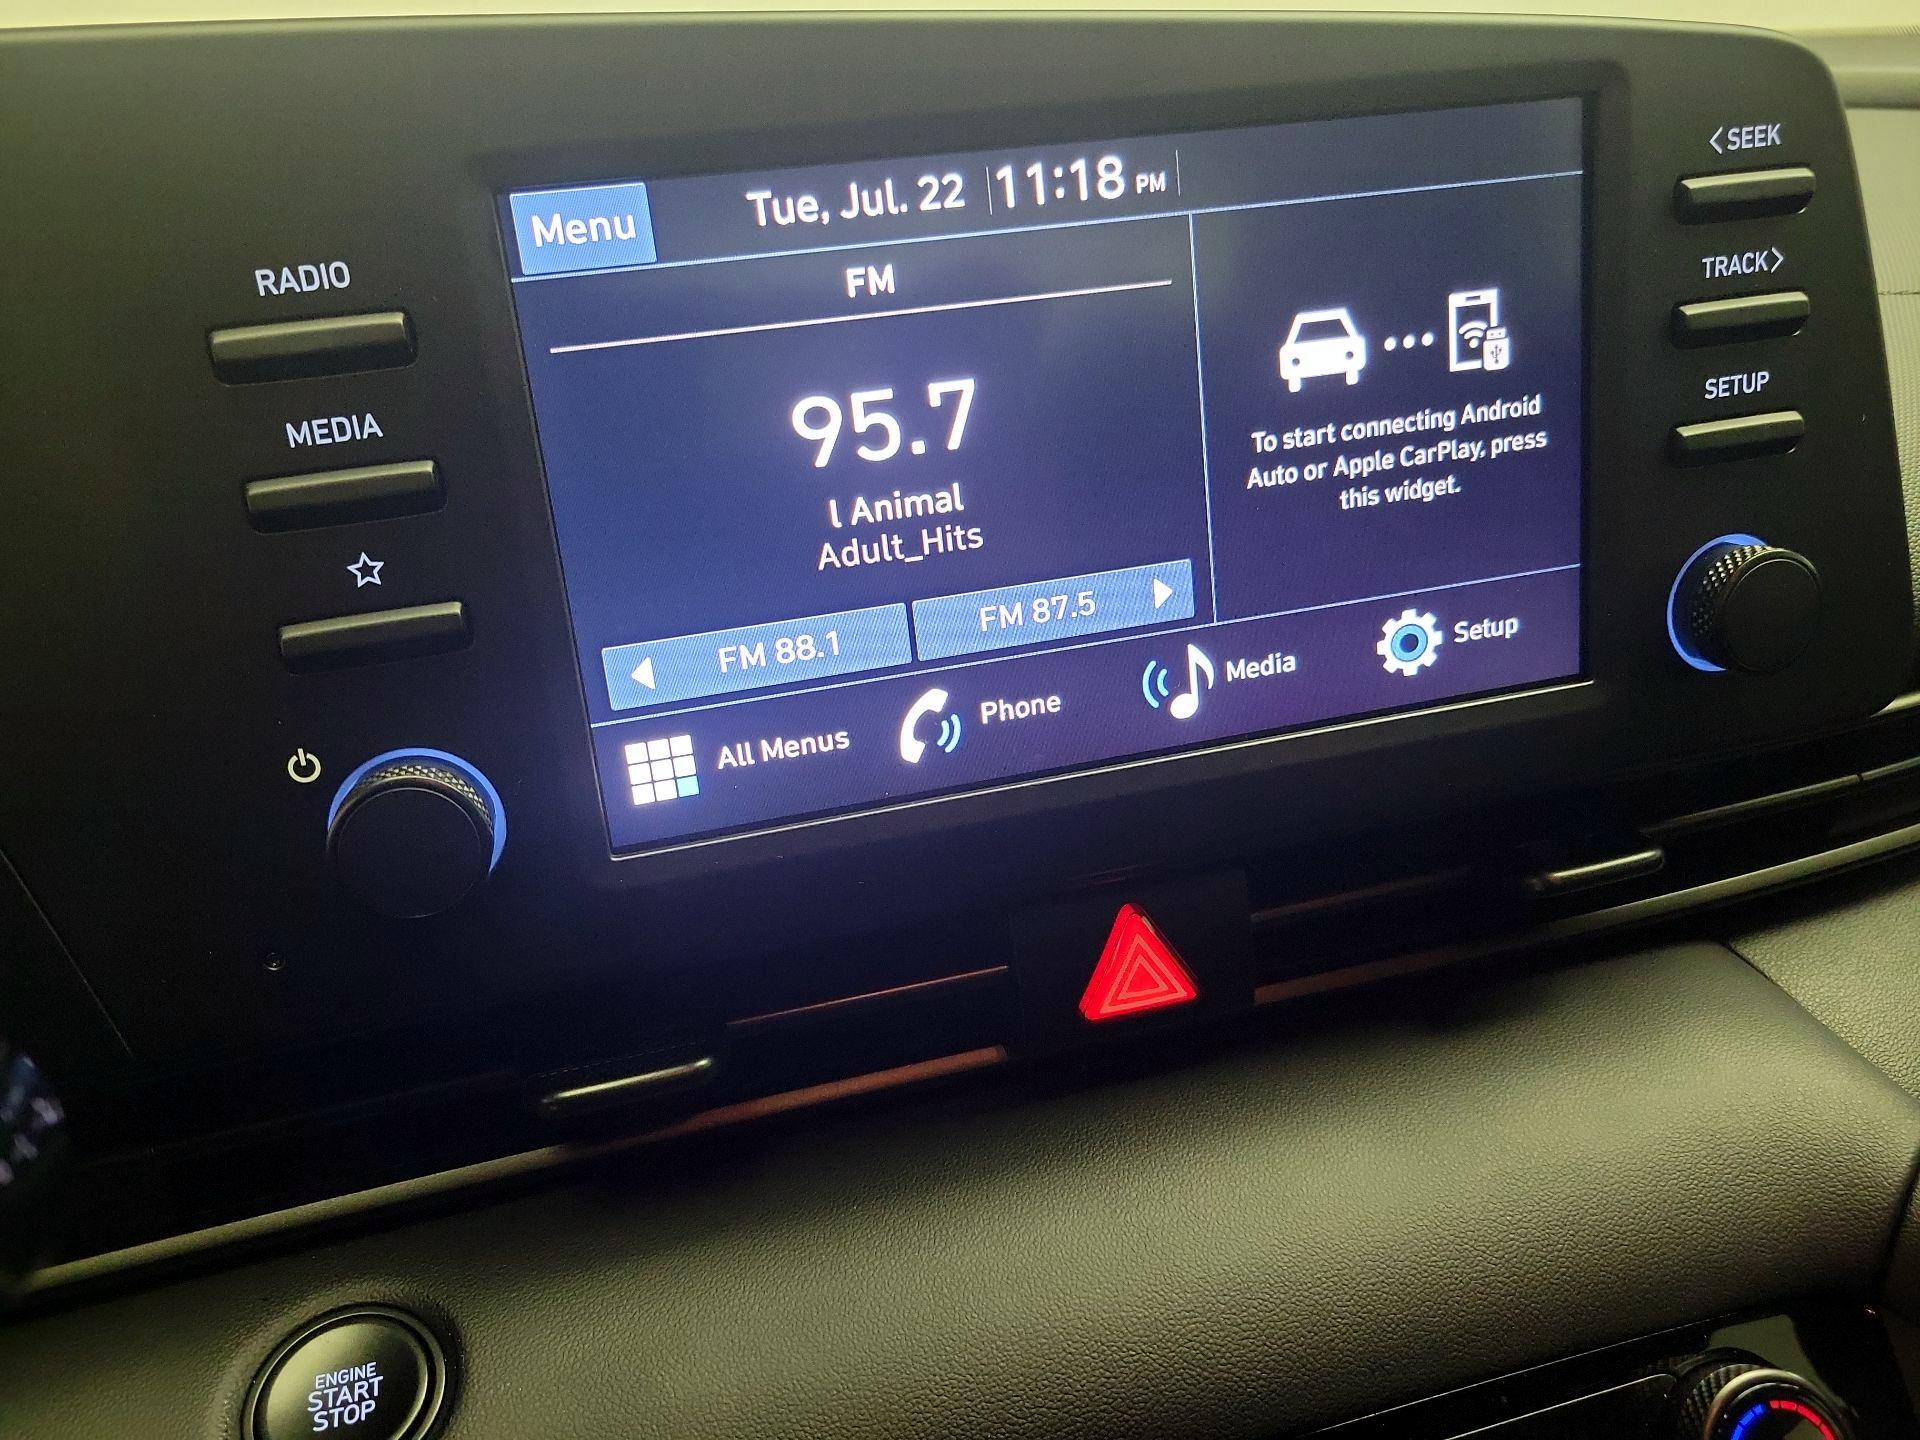 Menu
Tue, Jul. 22
11:18 PM
FM
95.7
l Animal
Adult_Hits
FM 88.1
FM 87.5
To start connecting Android
Auto or Apple CarPlay, press
this widget.
All Menus
Phone
Media
Setup
RADIO
MEDIA
<SEEK
TRACK>
SETUP
ENGINE
START
STOP